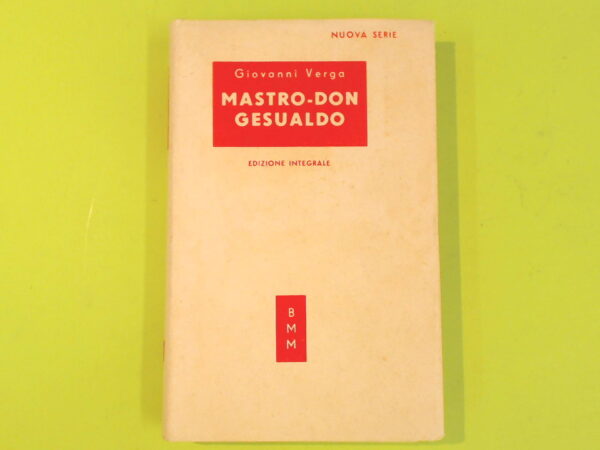 NUOVA SERIE
Giovanni Verga
MASTRO-DON
GESUALDO
EDIZIONE INTEGRALE
B
M
M